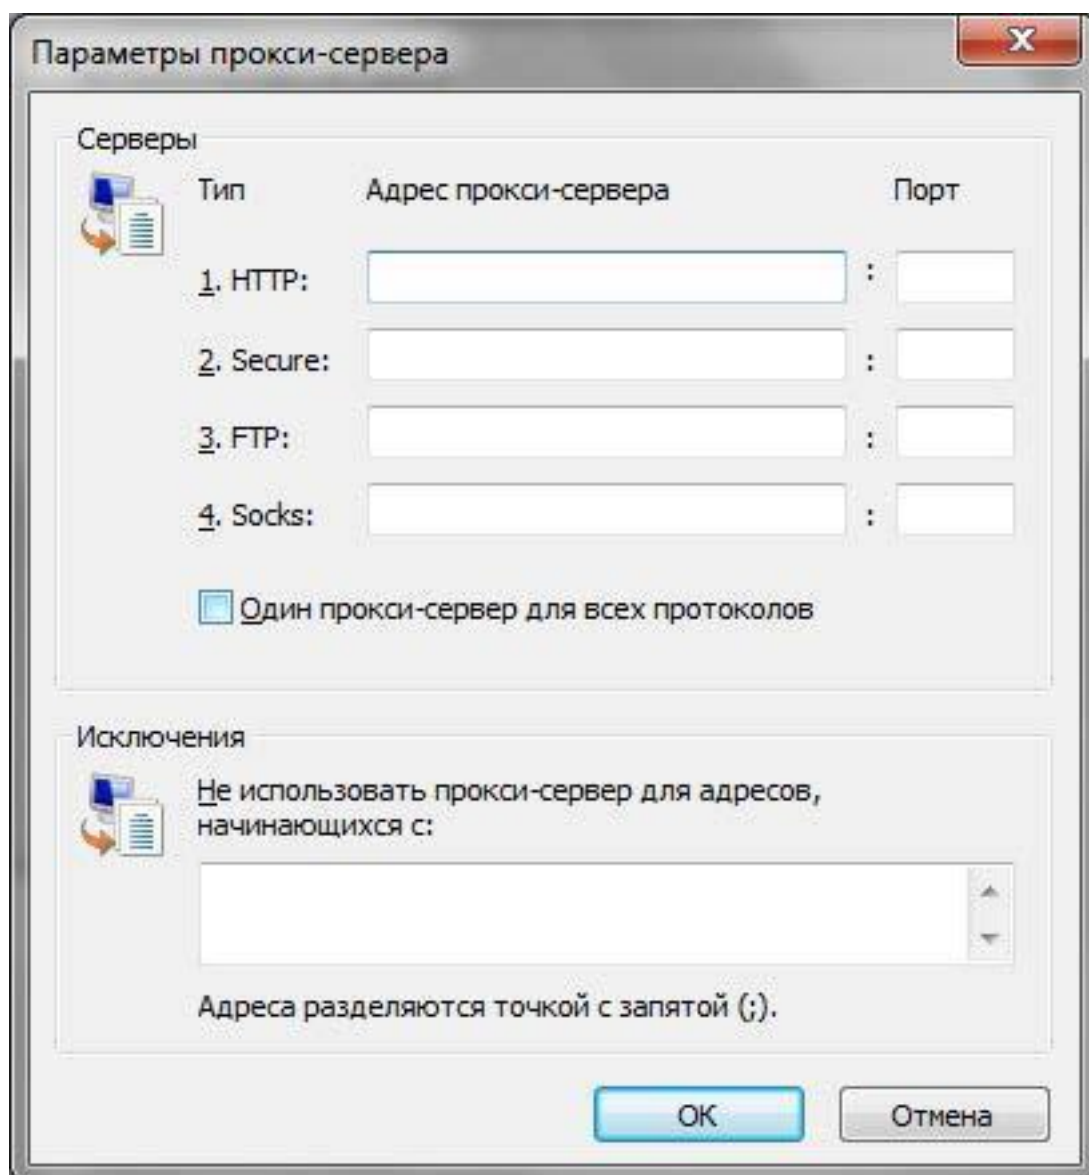 Параметры прокси-сервера
Серверы
Тип Адрес прокси-сервера Порт
1. HTTP: :
2. Secure: :
3. FTP: :
4. Socks: :
Один прокси-сервер для всех протоколов
Исключения
Не использовать прокси-сервер для адресов,
начинающихся с:
Адреса разделяются точкой с запятой (;).
ОК Отмена